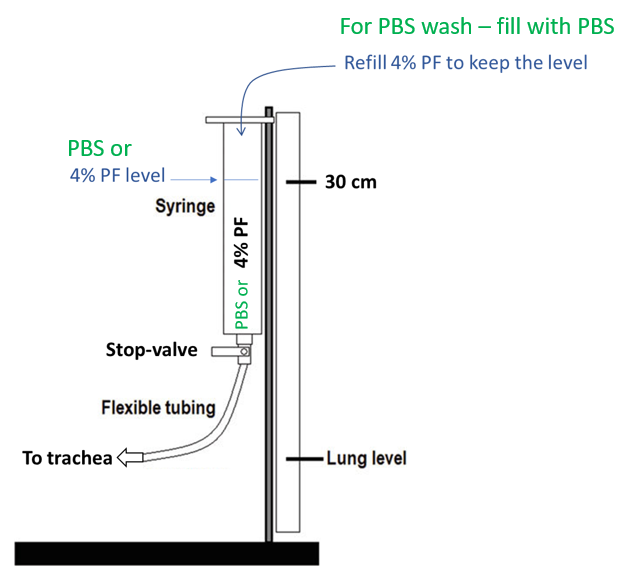 For PBS wash – fill with PBS
Refill 4% PF to keep the level
PBS or
4% PF level
30 cm
Syringe
PBS or 4% PF
Stop-valve
Flexible tubing
To trachea
Lung level